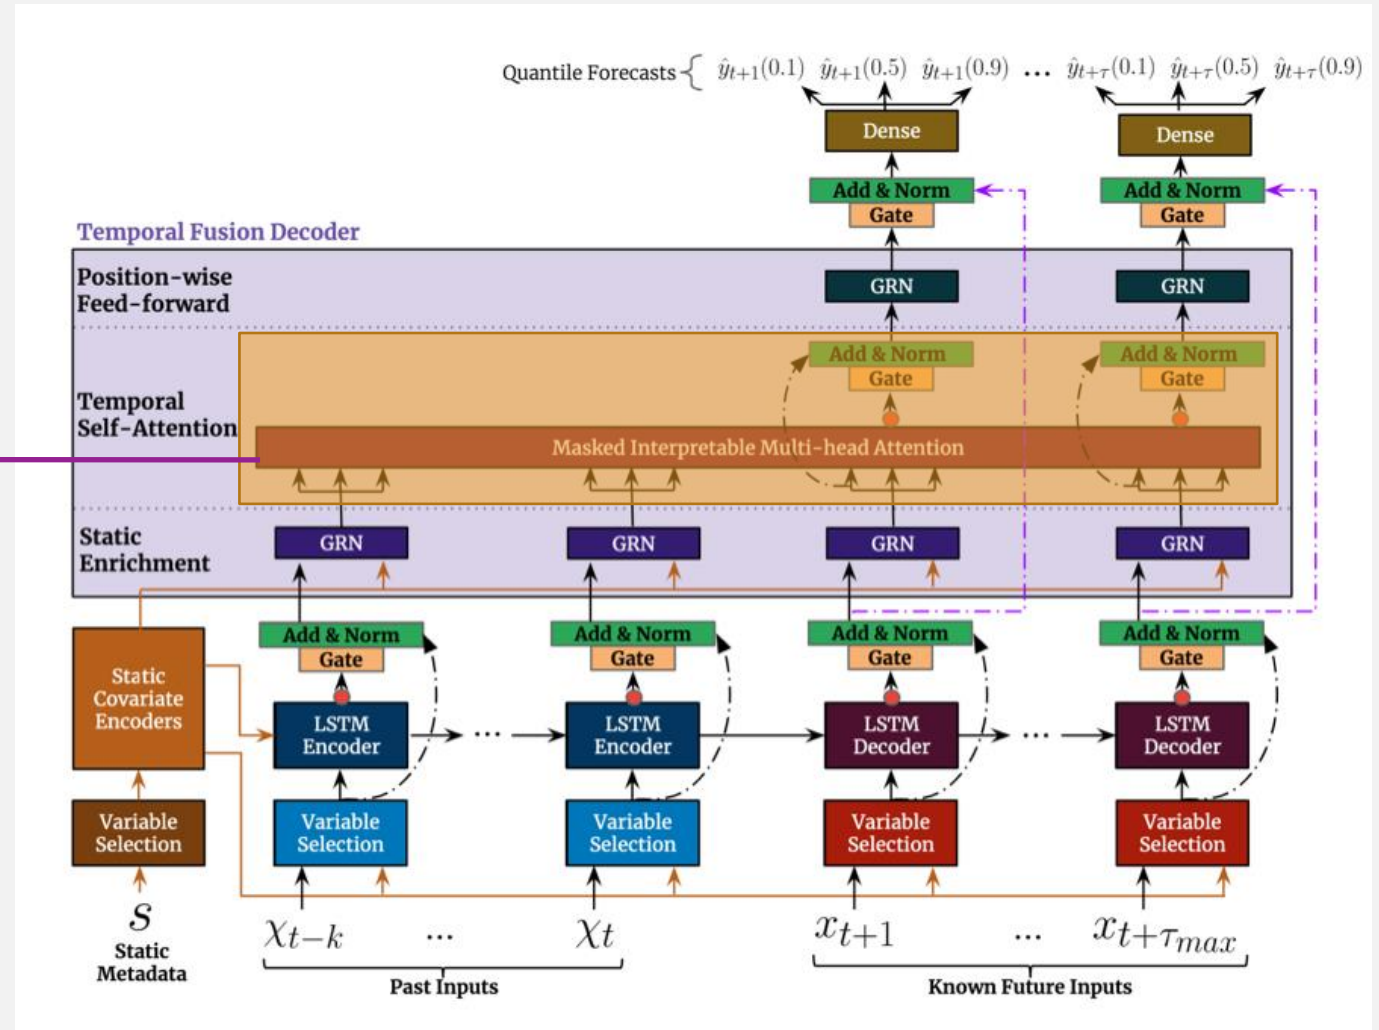 Quantile Forecasts { ŷt+1(0.1) ŷt+1(0.5) ŷt+1(0.9) ... ŷt+τ(0.1) ŷt+τ(0.5) ŷt+τ(0.9)
Dense Dense
Add & Norm Add & Norm
Gate Gate
Temporal Fusion Decoder
Position-wise
Feed-forward
GRN GRN
Add & Norm Add & Norm
Gate Gate
Temporal
Self-Attention
Masked Interpretable Multi-head Attention
Static
Enrichment
GRN GRN GRN GRN
Add & Norm Add & Norm Add & Norm Add & Norm
Gate Gate Gate Gate
Static
Covariate
Encoders
LSTM
Encoder
...
LSTM
Encoder
LSTM
Decoder
...
LSTM
Decoder
Variable
Selection
Variable
Selection
Variable
Selection
Variable
Selection
Variable
Selection
s
Static
Metadata
χt−k ... χt xt+1 ... xt+τmax
Past Inputs Known Future Inputs